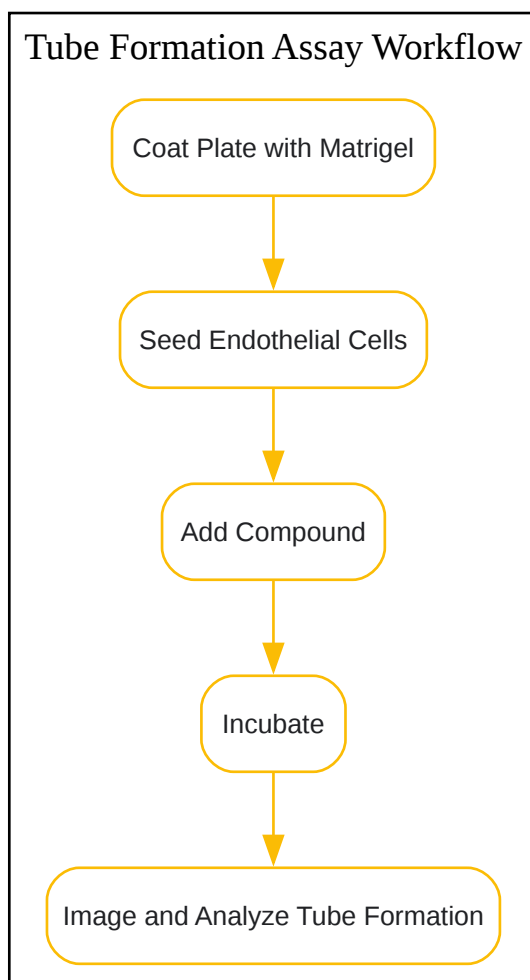 Tube Formation Assay Workflow
Coat Plate with Matrigel
Seed Endothelial Cells
Add Compound
Incubate
Image and Analyze Tube Formation